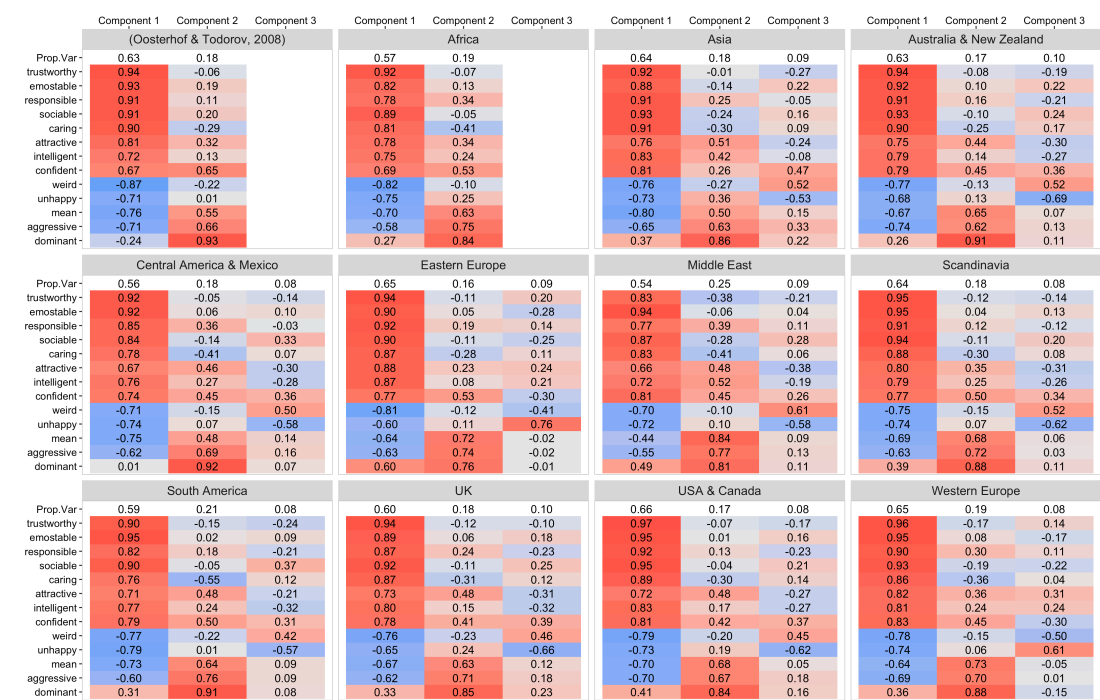 Component 1 Component 2 Component 3 Component 1 Component 2 Component 3 Component 1 Component 2 Component 3 Component 1 Component 2 Component 3
(Oosterhof & Todorov, 2008) Africa Asia Australia & New Zealand
Prop.Var 0.63 0.18 0.57 0.19 0.64 0.18 0.09 0.63 0.17 0.10
trustworthy 0.94 -0.06 0.92 -0.07 0.92 -0.01 -0.27 0.94 -0.08 -0.19
emostable 0.93 0.19 0.82 0.13 0.88 -0.14 0.22 0.92 0.10 0.22
responsible 0.91 0.11 0.78 0.34 0.91 0.25 -0.05 0.91 0.16 -0.21
sociable 0.91 0.20 0.89 -0.05 0.93 -0.24 0.16 0.93 -0.10 0.24
caring 0.90 -0.29 0.81 -0.41 0.91 -0.30 0.09 0.90 -0.25 0.17
attractive 0.81 0.32 0.78 0.34 0.76 0.51 -0.24 0.75 0.44 -0.30
intelligent 0.72 0.13 0.75 0.24 0.83 0.42 -0.08 0.79 0.14 -0.27
confident 0.67 0.65 0.69 0.53 0.81 0.26 0.47 0.79 0.45 0.36
weird -0.87 -0.22 -0.82 -0.10 -0.76 -0.27 0.52 -0.77 -0.13 0.52
unhappy -0.71 0.01 -0.75 0.25 -0.73 0.36 -0.53 -0.68 0.13 -0.69
mean -0.76 0.55 -0.70 0.63 -0.80 0.50 0.15 -0.67 0.65 0.07
aggressive -0.71 0.66 -0.58 0.75 -0.65 0.63 0.33 -0.74 0.62 0.13
dominant -0.24 0.93 0.27 0.84 0.37 0.86 0.22 0.26 0.91 0.11
Central America & Mexico Eastern Europe Middle East Scandinavia
Prop.Var 0.56 0.18 0.08 0.65 0.16 0.09 0.54 0.25 0.08 0.64 0.18 0.08
trustworthy 0.92 -0.05 -0.14 0.94 -0.11 0.20 0.83 -0.38 -0.21 0.95 -0.12 -0.14
emostable 0.92 0.06 0.10 0.90 0.05 -0.28 0.94 -0.06 0.04 0.95 0.04 0.13
responsible 0.85 0.36 -0.03 0.92 0.19 0.14 0.77 0.39 0.11 0.91 0.12 -0.12
sociable 0.84 -0.14 0.33 0.90 -0.11 -0.25 0.87 -0.28 0.28 0.94 -0.11 0.20
caring 0.78 -0.41 0.07 0.87 -0.28 0.11 0.83 -0.41 0.06 0.88 -0.30 0.08
attractive 0.67 0.46 -0.30 0.88 0.23 0.24 0.66 0.48 -0.38 0.80 0.35 -0.31
intelligent 0.76 0.27 -0.28 0.87 0.08 0.21 0.72 0.52 -0.19 0.79 0.25 -0.26
confident 0.74 0.45 0.36 0.77 0.53 -0.30 0.81 0.45 0.26 0.77 0.50 0.34
weird -0.71 -0.15 0.50 -0.81 -0.12 -0.41 -0.70 -0.10 0.61 -0.75 -0.15 0.52
unhappy -0.74 0.07 -0.58 -0.60 0.11 0.76 -0.72 0.10 -0.58 -0.74 0.07 -0.62
mean -0.75 0.48 0.14 -0.64 0.72 -0.02 -0.44 0.84 0.09 -0.69 0.68 0.06
aggressive -0.62 0.69 0.16 -0.63 0.74 -0.02 -0.55 0.77 0.13 -0.63 0.72 0.03
dominant 0.01 0.92 0.07 0.60 0.76 -0.01 0.49 0.81 0.11 0.39 0.88 0.11
South America UK USA & Canada Western Europe
Prop.Var 0.59 0.21 0.08 0.60 0.18 0.10 0.66 0.17 0.08 0.65 0.19 0.08
trustworthy 0.90 -0.15 -0.24 0.94 -0.12 -0.10 0.97 -0.07 -0.17 0.96 -0.17 0.14
emostable 0.95 0.02 0.09 0.89 0.06 0.18 0.95 0.01 0.16 0.95 0.08 -0.17
responsible 0.82 0.18 -0.21 0.87 0.24 -0.23 0.92 0.13 -0.23 0.90 0.30 0.11
sociable 0.90 -0.05 0.37 0.92 -0.11 0.25 0.95 -0.04 0.21 0.93 -0.19 -0.22
caring 0.76 -0.55 0.12 0.87 -0.31 0.12 0.89 -0.30 0.14 0.86 -0.36 0.04
attractive 0.71 0.48 -0.21 0.73 0.48 -0.31 0.72 0.48 -0.27 0.82 0.36 0.31
intelligent 0.77 0.24 -0.32 0.80 0.15 -0.32 0.83 0.17 -0.27 0.81 0.24 0.24
confident 0.79 0.50 0.31 0.78 0.41 0.39 0.81 0.42 0.37 0.83 0.45 -0.30
weird -0.77 -0.22 0.42 -0.76 -0.23 0.46 -0.79 -0.20 0.45 -0.78 -0.15 -0.50
unhappy -0.79 0.01 -0.57 -0.65 0.24 -0.66 -0.73 0.19 -0.62 -0.74 0.06 0.61
mean -0.73 0.64 0.09 -0.67 0.63 0.12 -0.70 0.68 0.05 -0.64 0.73 -0.05
aggressive -0.60 0.76 0.09 -0.62 0.71 0.18 -0.70 0.67 0.18 -0.69 0.70 0.01
dominant 0.31 0.91 0.08 0.33 0.85 0.23 0.41 0.84 0.16 0.36 0.88 -0.15